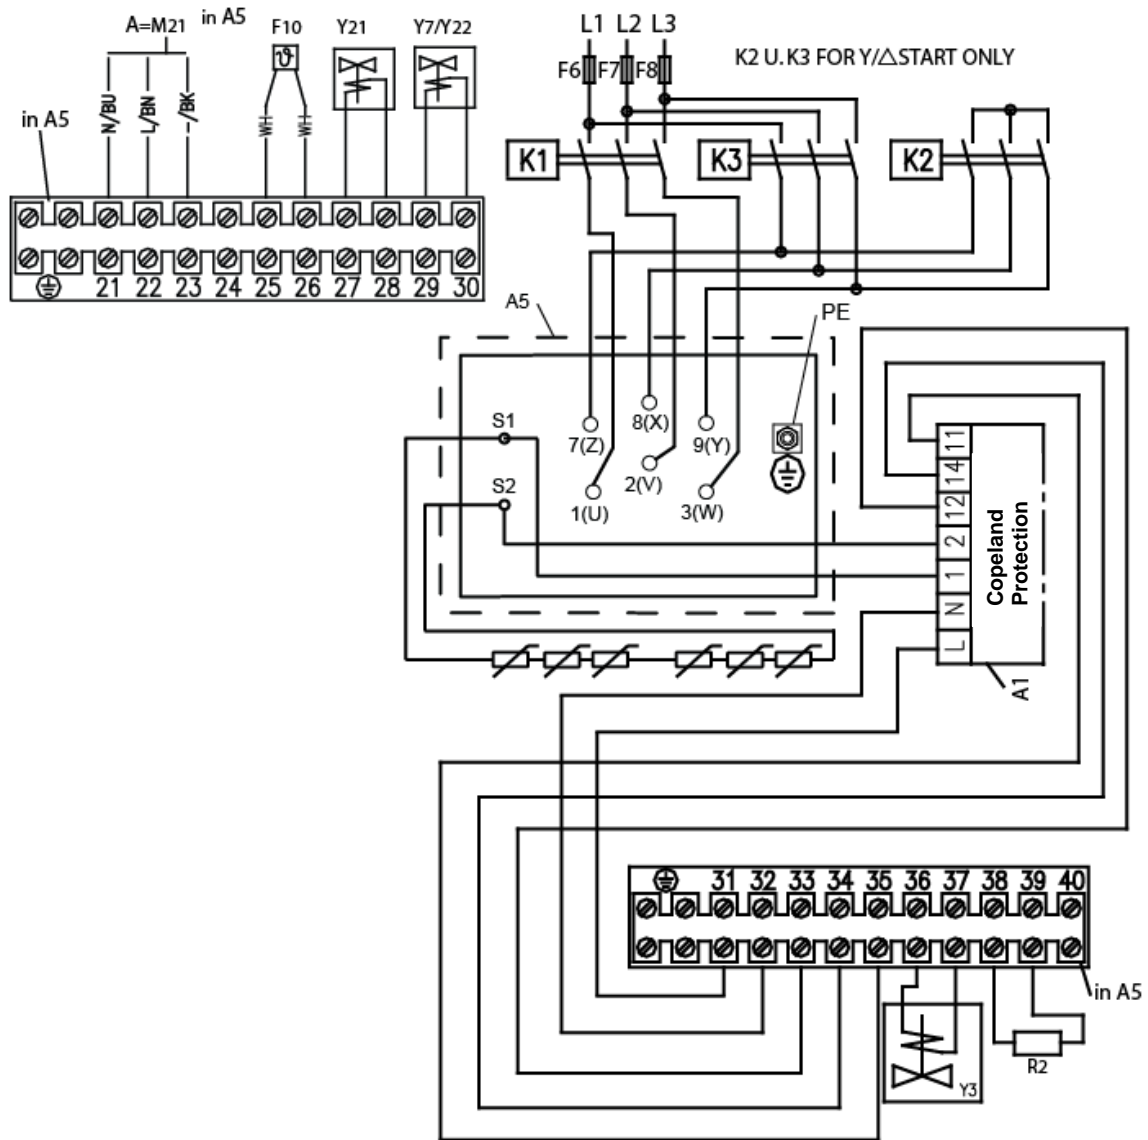 A=M21 in A5
F10
Y21
Y7/Y22
in A5
N/BU
L/BN
-/BK
WH
WH
ϑ
21 22 23 24 25 26 27 28 29 30
L1 L2 L3
F6 F7 F8
K2 U.K3 FOR Y/△START ONLY
K1
K3
K2
A5
PE
S1
S2
7(Z)
8(X)
9(Y)
1(U)
2(V)
3(W)
11
14
12
2
1
N
L
Copeland
Protection
A1
31 32 33 34 35 36 37 38 39 40
in A5
Y3
R2